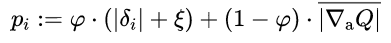 p_i := φ · (|δ_i| + ξ) + (1 − φ) · \overline{|∇_a Q|}